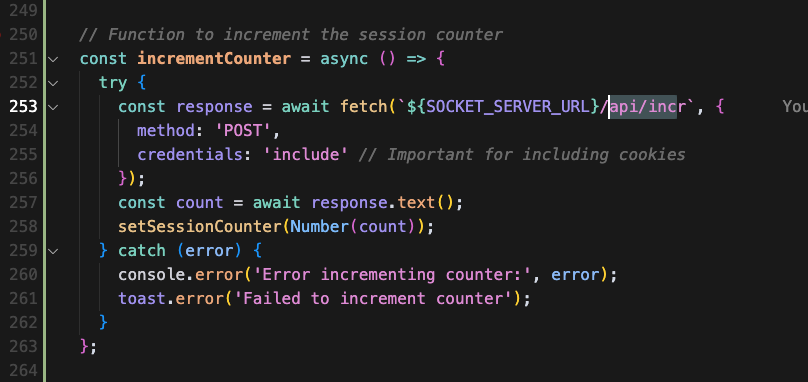 249
250 // Function to increment the session counter
251 const incrementCounter = async () => {
252 try {
253 const response = await fetch(`${SOCKET_SERVER_URL}/api/incr`, { You
254 method: 'POST',
255 credentials: 'include' // Important for including cookies
256 });
257 const count = await response.text();
258 setSessionCounter(Number(count));
259 } catch (error) {
260 console.error('Error incrementing counter:', error);
261 toast.error('Failed to increment counter');
262 }
263 };
264